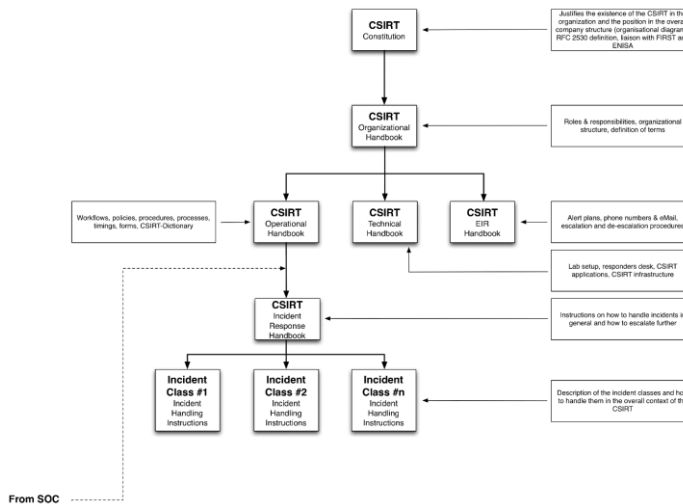 Justifies the existence of the CSIRT in the
organization and the position in the overa
company structure (organisational diagram
RFC 2530 definition, liaison with FIRST an
ENISA
CSIRT
Constitution
CSIRT
Organizational
Handbook
Roles & responsibilities, organizational
structure, definition of terms
Workflows, policies, procedures, processes,
timings, forms, CSIRT-Dictionary
CSIRT
Operational
Handbook
CSIRT
Technical
Handbook
CSIRT
EIR
Handbook
Alert plans, phone numbers & eMail,
escalation and de-escalation procedures
Lab setup, responders desk, CSIRT
applications, CSIRT infrastructure
CSIRT
Incident
Response
Handbook
Instructions on how to handle incidents in
general and how to escalate further
Incident
Class #1
Incident
Handling
Instructions
Incident
Class #2
Incident
Handling
Instructions
Incident
Class #n
Incident
Handling
Instructions
Description of the incident classes and ho
to handle them in the overall context of th
CSIRT
From SOC